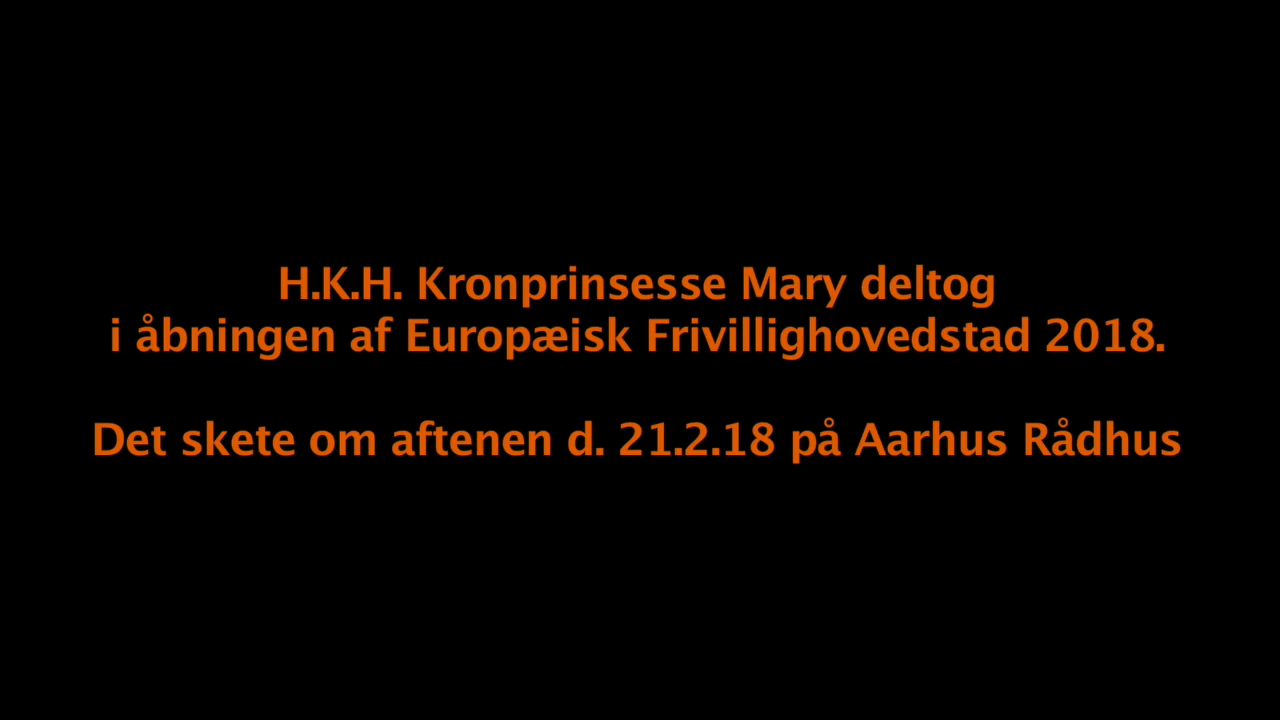 H.K.H. Kronprinsesse Mary deltog
i åbningen af Europæisk Frivillighovedstad 2018.
Det skete om aftenen d. 21.2.18 på Aarhus Rådhus